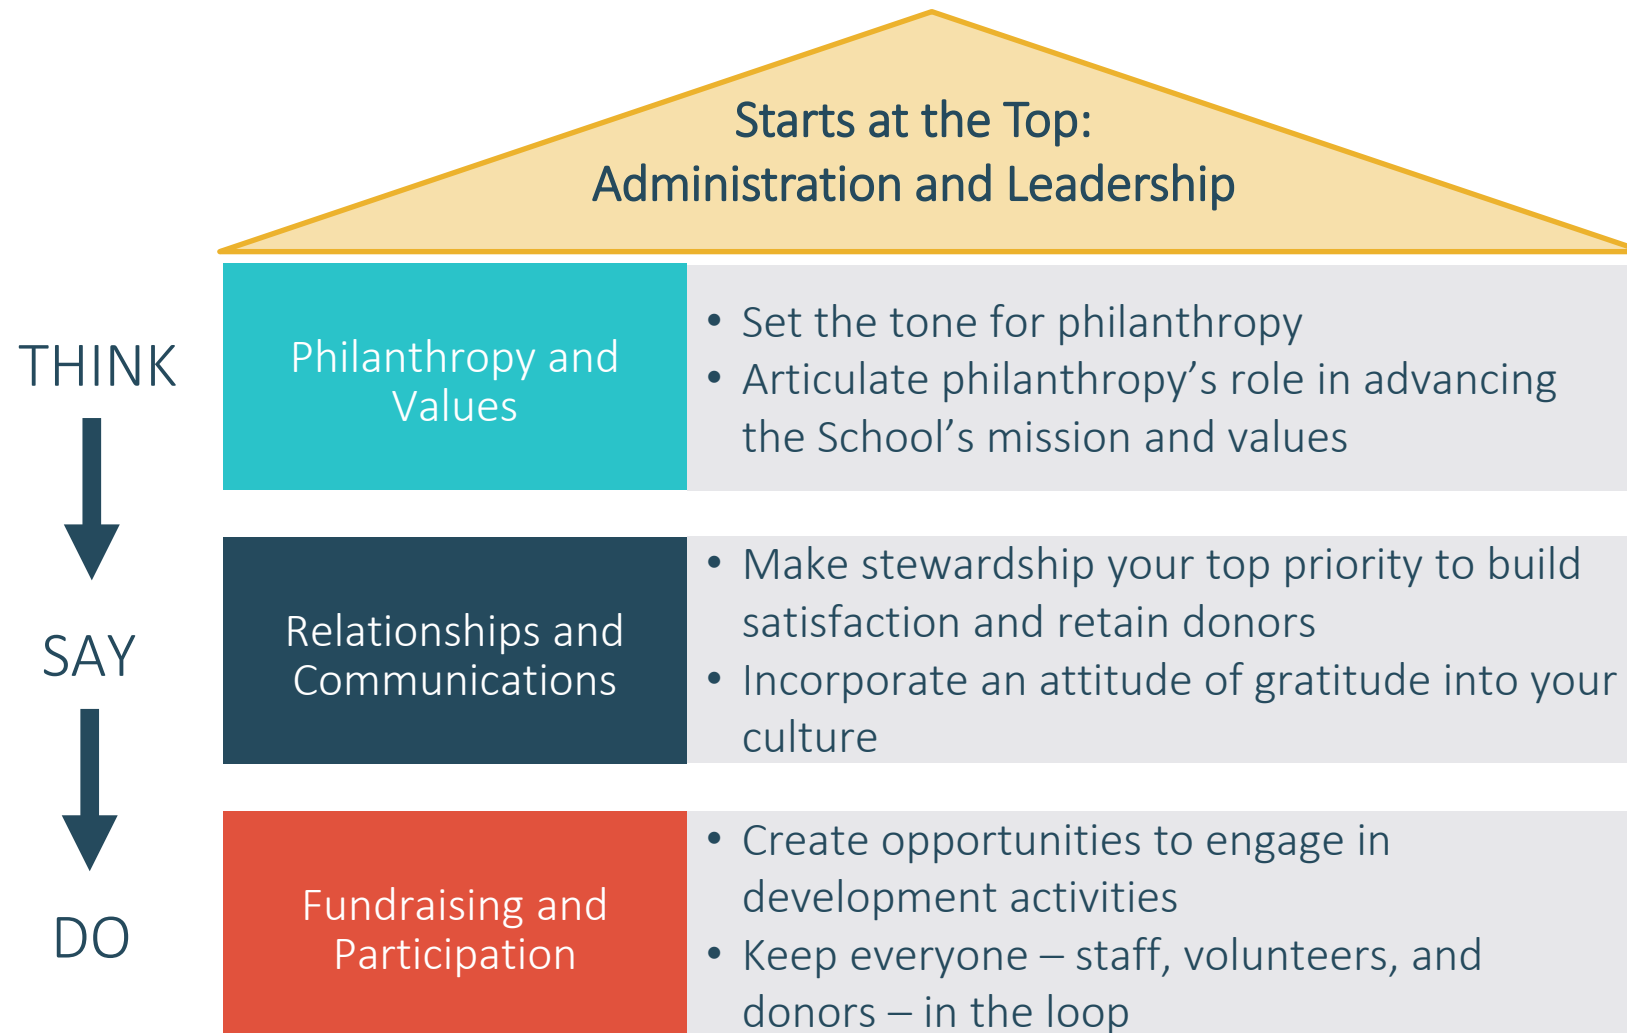 Starts at the Top:
Administration and Leadership
THINK
Philanthropy and
Values
• Set the tone for philanthropy
• Articulate philanthropy’s role in advancing
the School’s mission and values
SAY
Relationships and
Communications
• Make stewardship your top priority to build
satisfaction and retain donors
• Incorporate an attitude of gratitude into your
culture
DO
Fundraising and
Participation
• Create opportunities to engage in
development activities
• Keep everyone – staff, volunteers, and
donors – in the loop